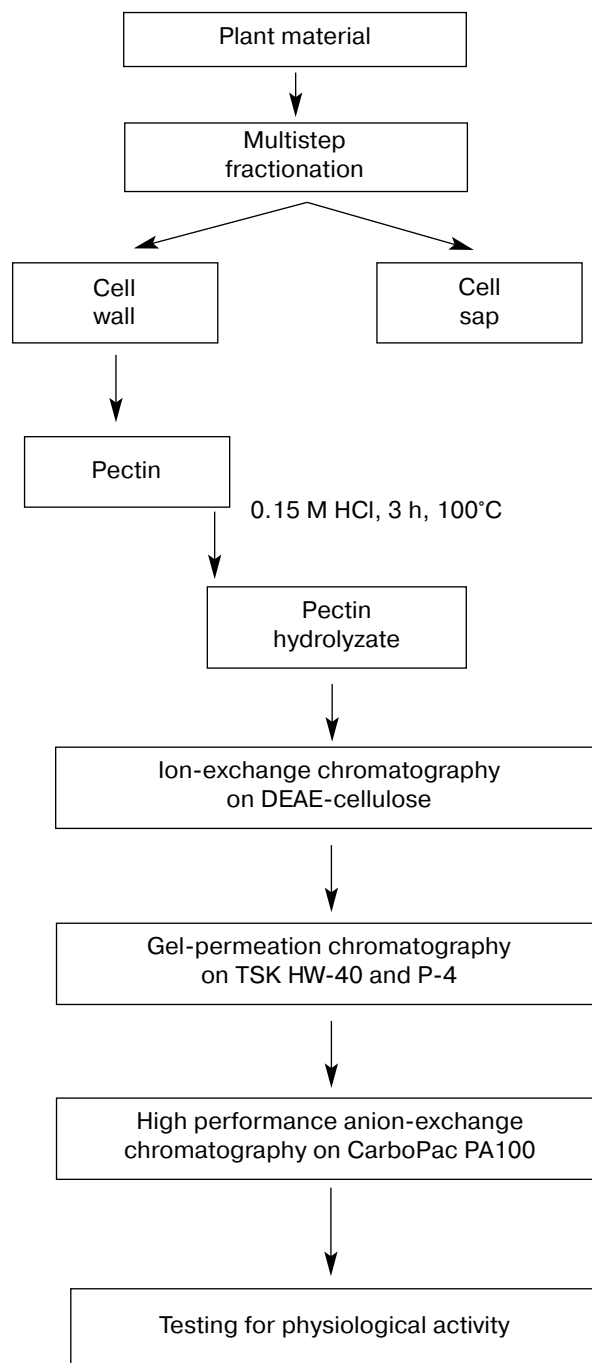 Plant material
Multistep
fractionation
Cell
wall
Cell
sap
Pectin
0.15 M HCl, 3 h, 100°C
Pectin
hydrolyzate
Ion-exchange chromatography
on DEAE-cellulose
Gel-permeation chromatography
on TSK HW-40 and P-4
High performance anion-exchange
chromatography on CarboPac PA100
Testing for physiological activity